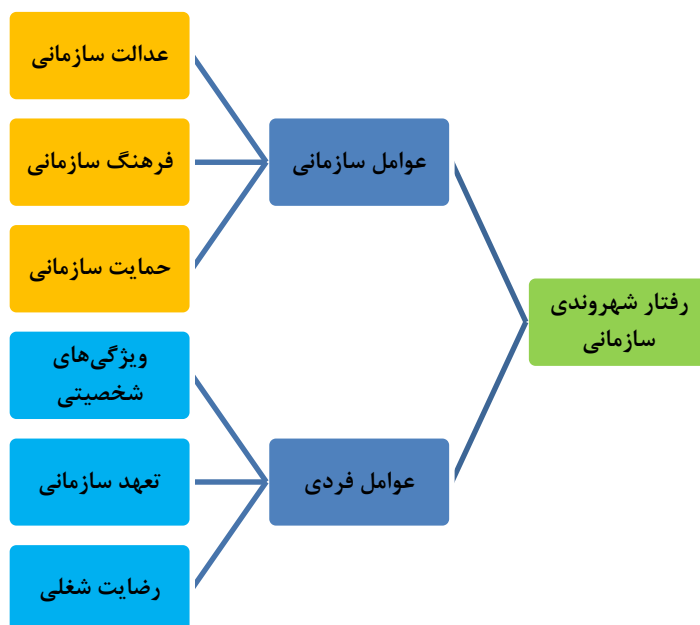 رفتار شهروندی
سازمانی
عوامل سازمانی
عدالت سازمانی
فرهنگ سازمانی
حمایت سازمانی
عوامل فردی
ویژگی‌های
شخصیتی
تعهد سازمانی
رضایت شغلی